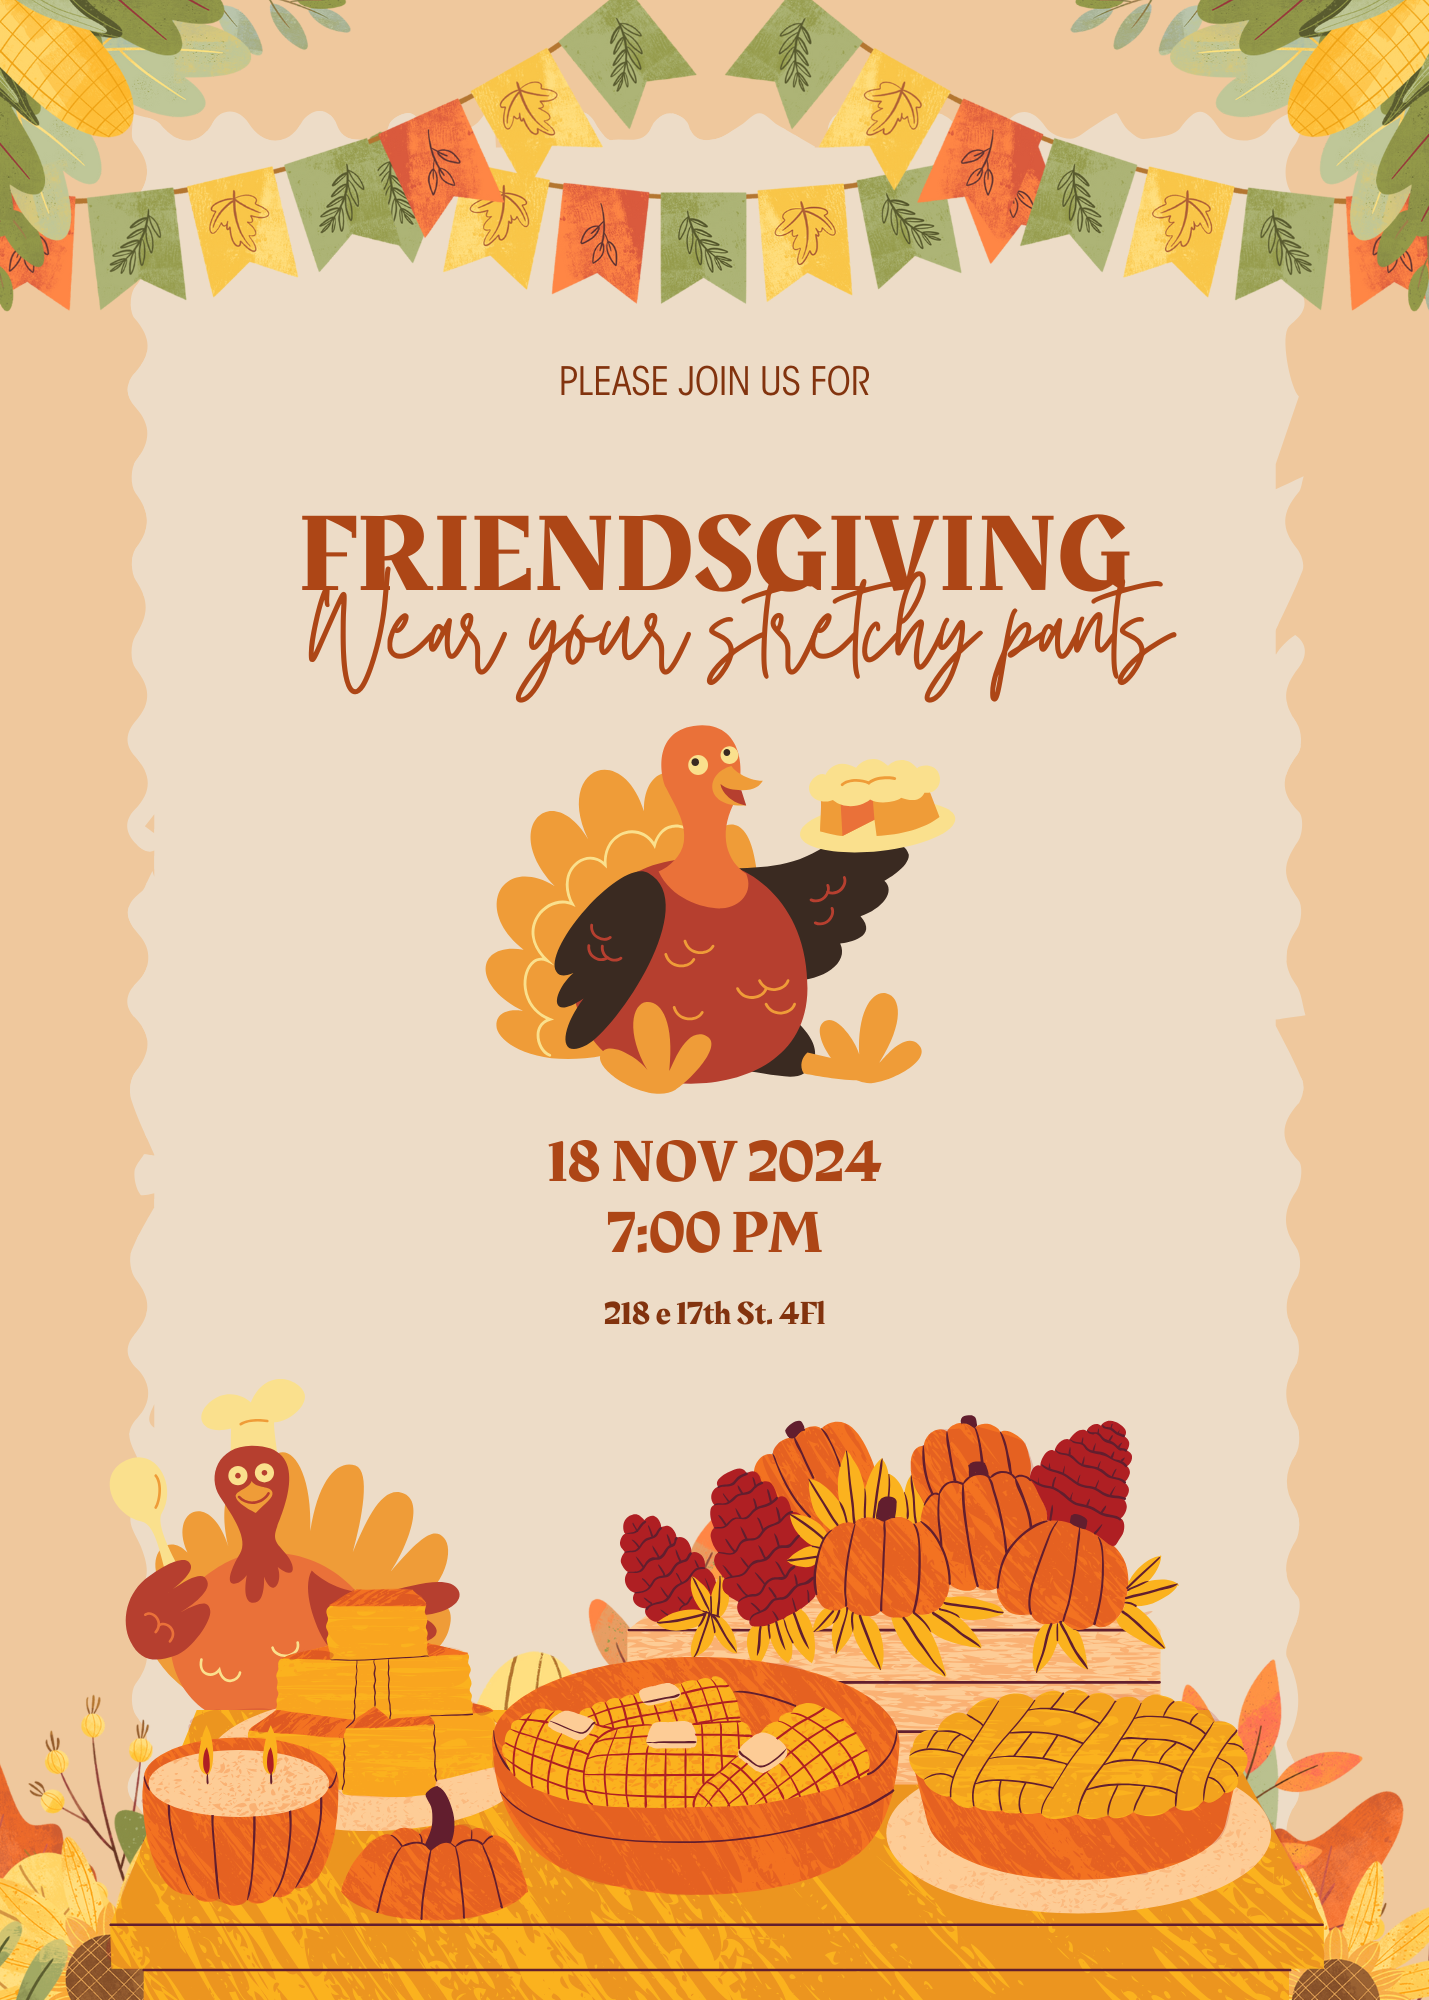 PLEASE JOIN US FOR
FRIENDSGIVING
Wear your stretchy pants
18 NOV 2024
7:00 PM
218 e 17th St. 4Fl